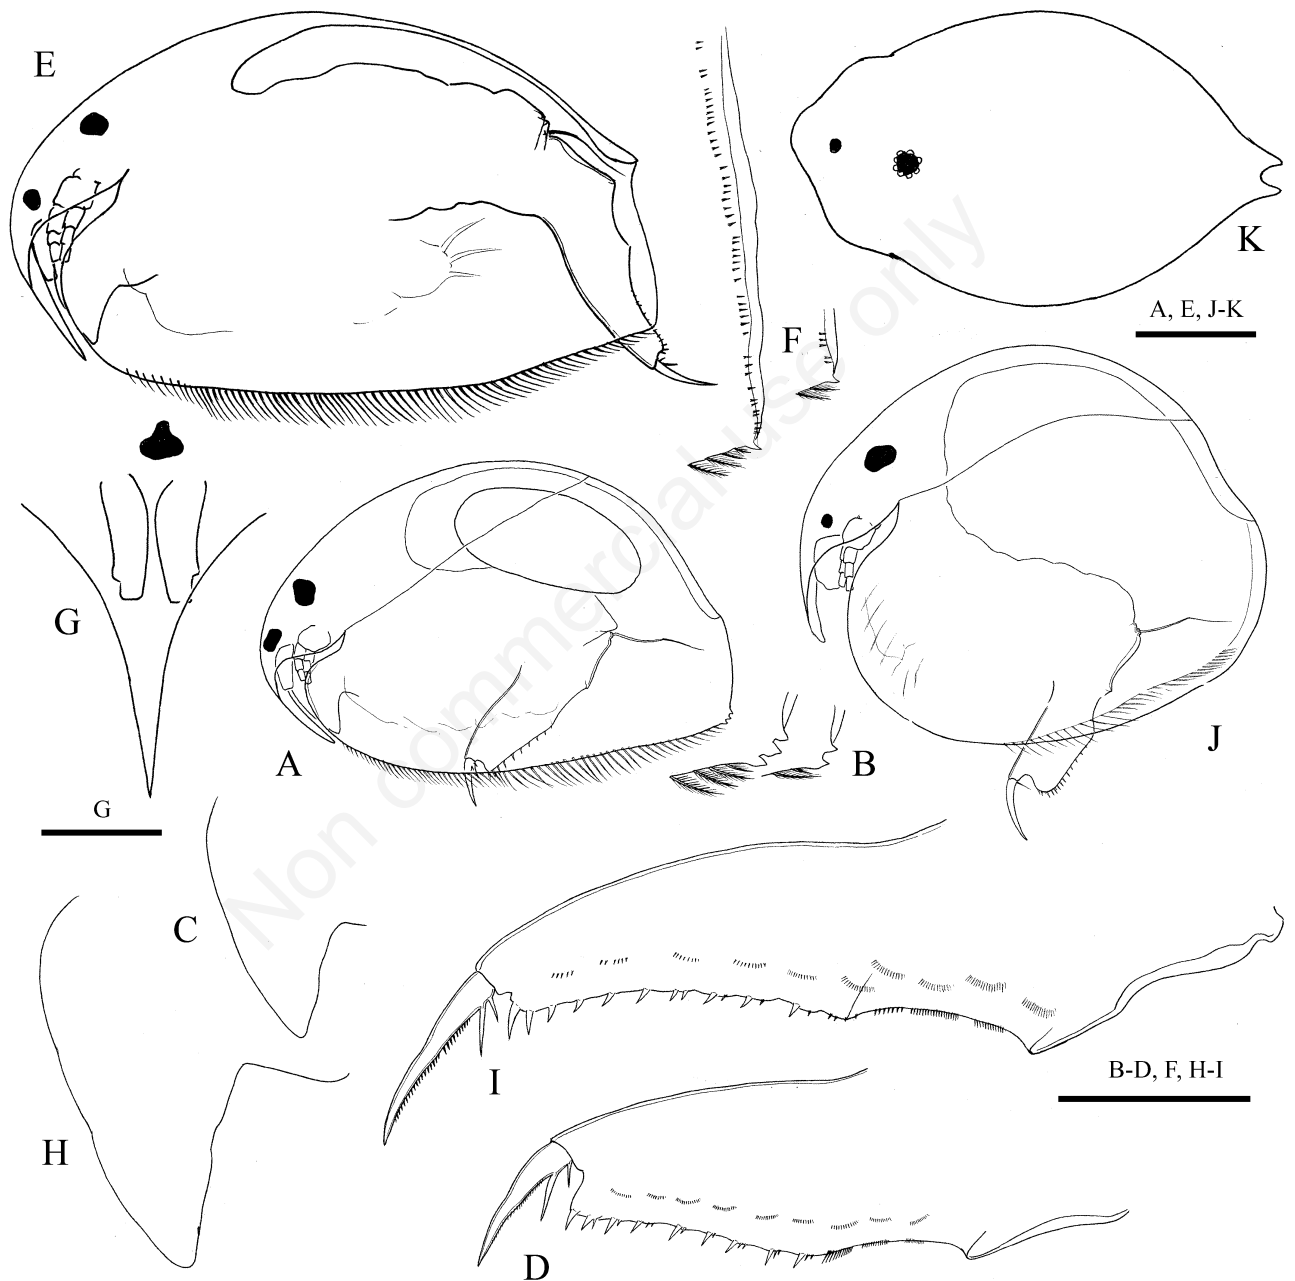 E
F
K
A, E, J-K
G
A
B
J
G
C
I
B-D, F, H-I
H
D
Non commercial use only